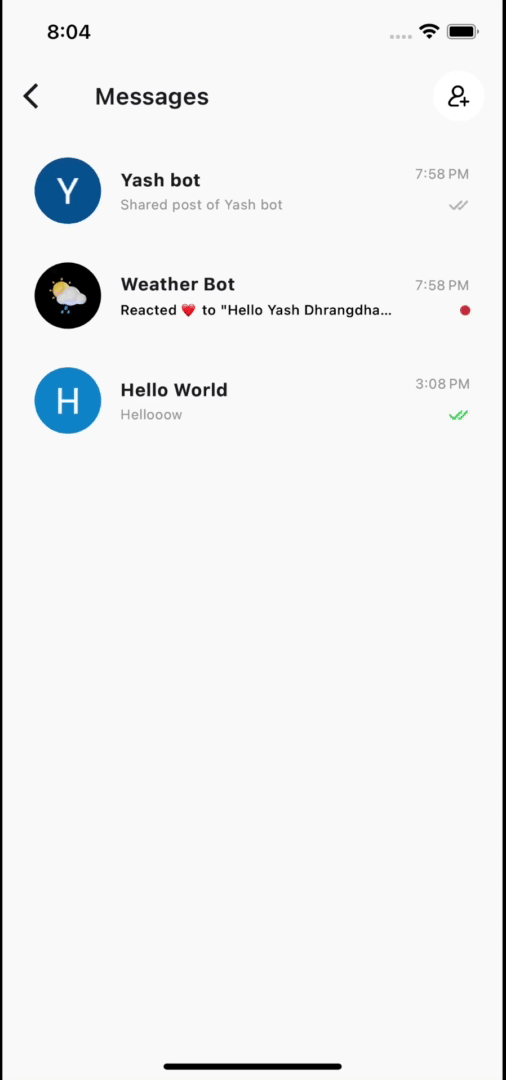 8:04
Messages
Y
Yash bot
7:58 PM
Shared post of Yash bot
Weather Bot
7:58 PM
Reacted ❤️ to "Hello Yash Dhrangdha...
H
Hello World
3:08 PM
Hellooow